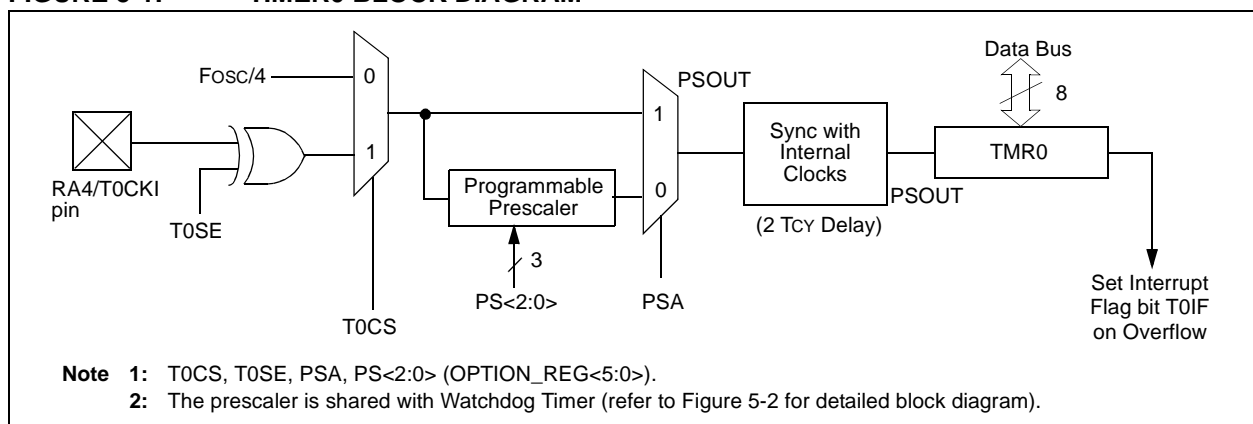 FIGURE 5-1: TIMER0 BLOCK DIAGRAM
Data Bus
8
FOSC/4
0
PSOUT
1
1
RA4/T0CKI
pin
T0SE
Programmable
Prescaler
0
Sync with
Internal
Clocks
TMR0
PSOUT
(2 TCY Delay)
3
PS<2:0>
PSA
T0CS
Set Interrupt
Flag bit T0IF
on Overflow
Note 1: T0CS, T0SE, PSA, PS<2:0> (OPTION_REG<5:0>).
2: The prescaler is shared with Watchdog Timer (refer to Figure 5-2 for detailed block diagram).